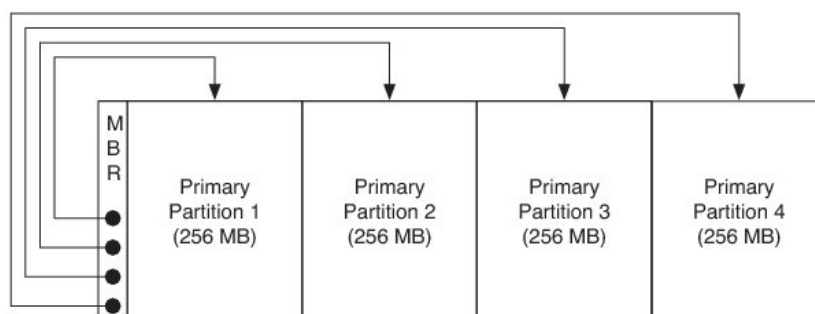 M
B
R
Primary
Partition 1
(256 MB)
Primary
Partition 2
(256 MB)
Primary
Partition 3
(256 MB)
Primary
Partition 4
(256 MB)